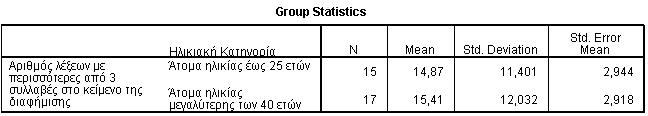 Group Statistics
Ηλικιακή Κατηγορία N Mean Std. Deviation Std. Error Mean
Αριθμός λέξεων με περισσότερες από 3 συλλαβές στο κείμενο της διαφήμισης
Άτομα ηλικίας έως 25 ετών 15 14,87 11,401 2,944
Άτομα ηλικίας μεγαλύτερης των 40 ετών 17 15,41 12,032 2,918